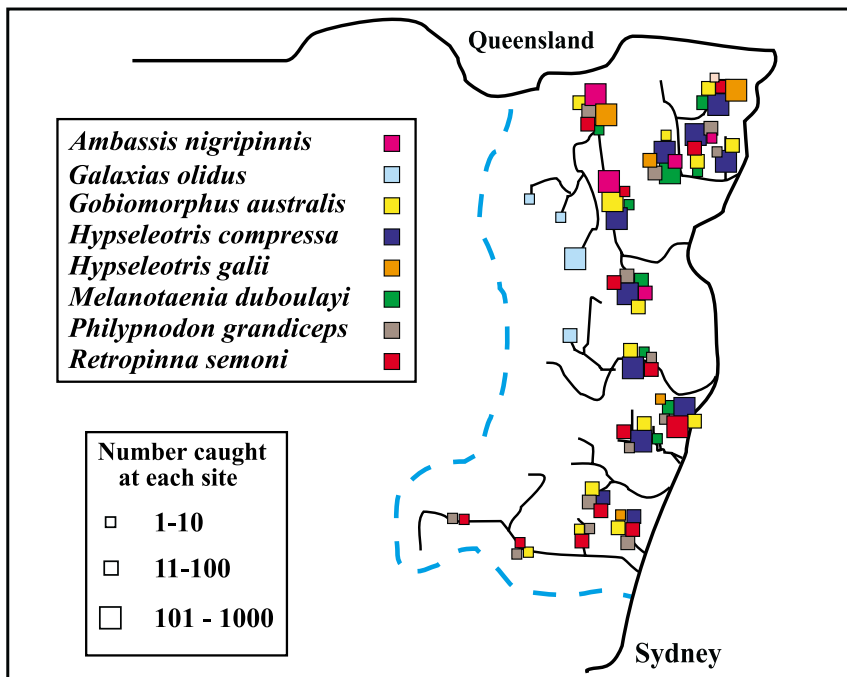 Queensland
Ambassis nigripinnis
Galaxias olidus
Gobiomorphus australis
Hypseleotris compressa
Hypseleotris galii
Melanotaenia duboulayi
Philypnodon grandiceps
Retropinna semoni
Number caught
at each site
1-10
11-100
101 - 1000
Sydney